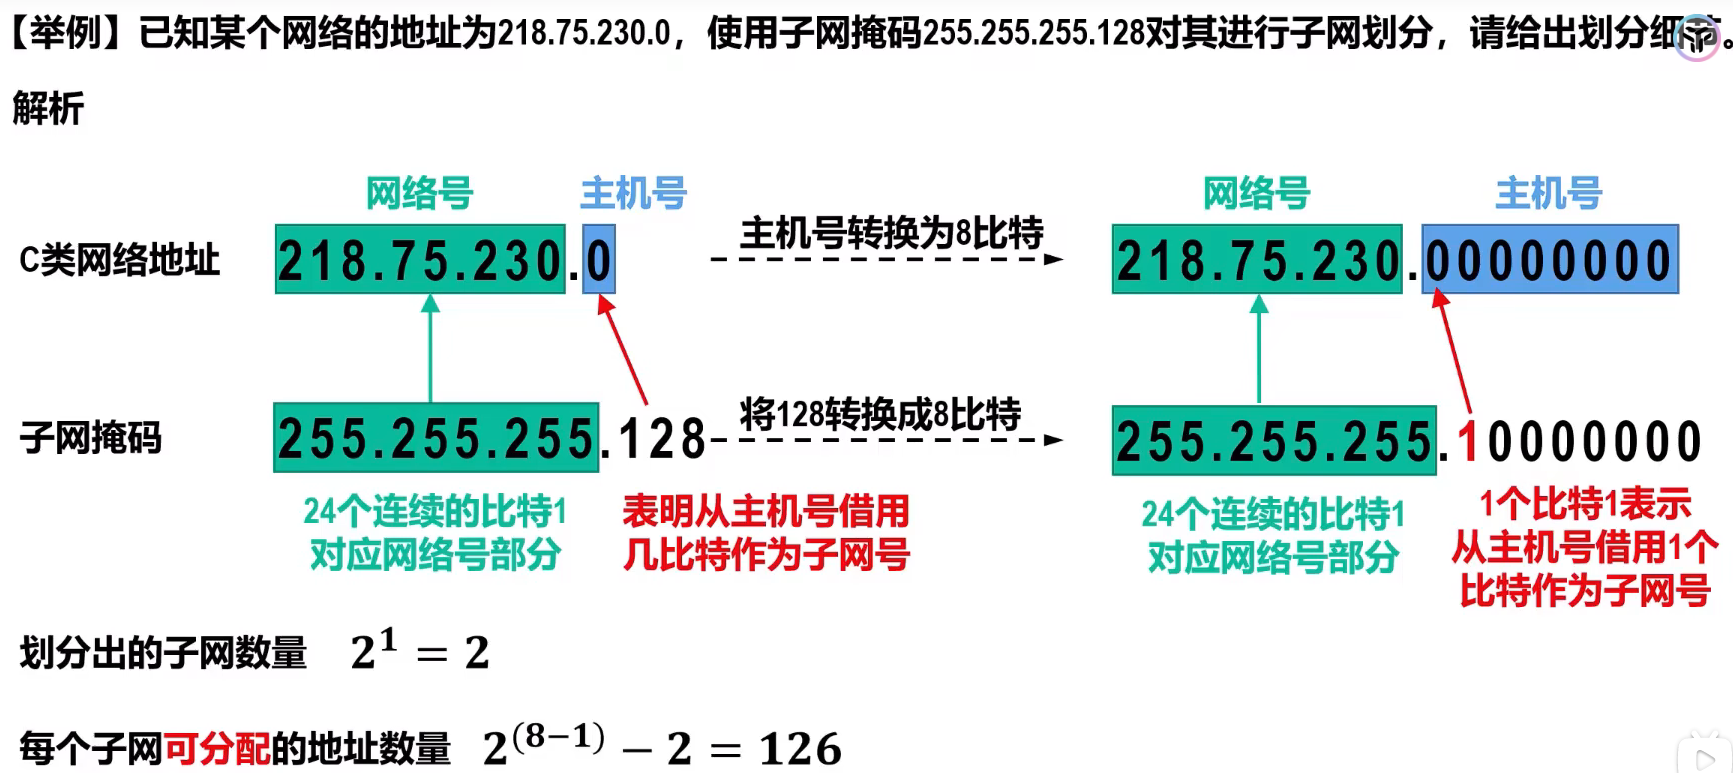 【举例】已知某个网络的地址为218.75.230.0，使用子网掩码255.255.255.128对其进行子网划分，请给出划分细节。
解析
网络号 主机号 网络号 主机号
C类网络地址 218.75.230.0 主机号转换为8比特 218.75.230.00000000
子网掩码 255.255.255.128 将128转换成8比特 255.255.255.10000000
24个连续的比特1
对应网络号部分
表明从主机号借用
几比特作为子网号
24个连续的比特1
对应网络号部分
1个比特1表示
从主机号借用1个
比特作为子网号
划分出的子网数量 2^1 = 2
每个子网可分配的地址数量 2^(8−1) − 2 = 126